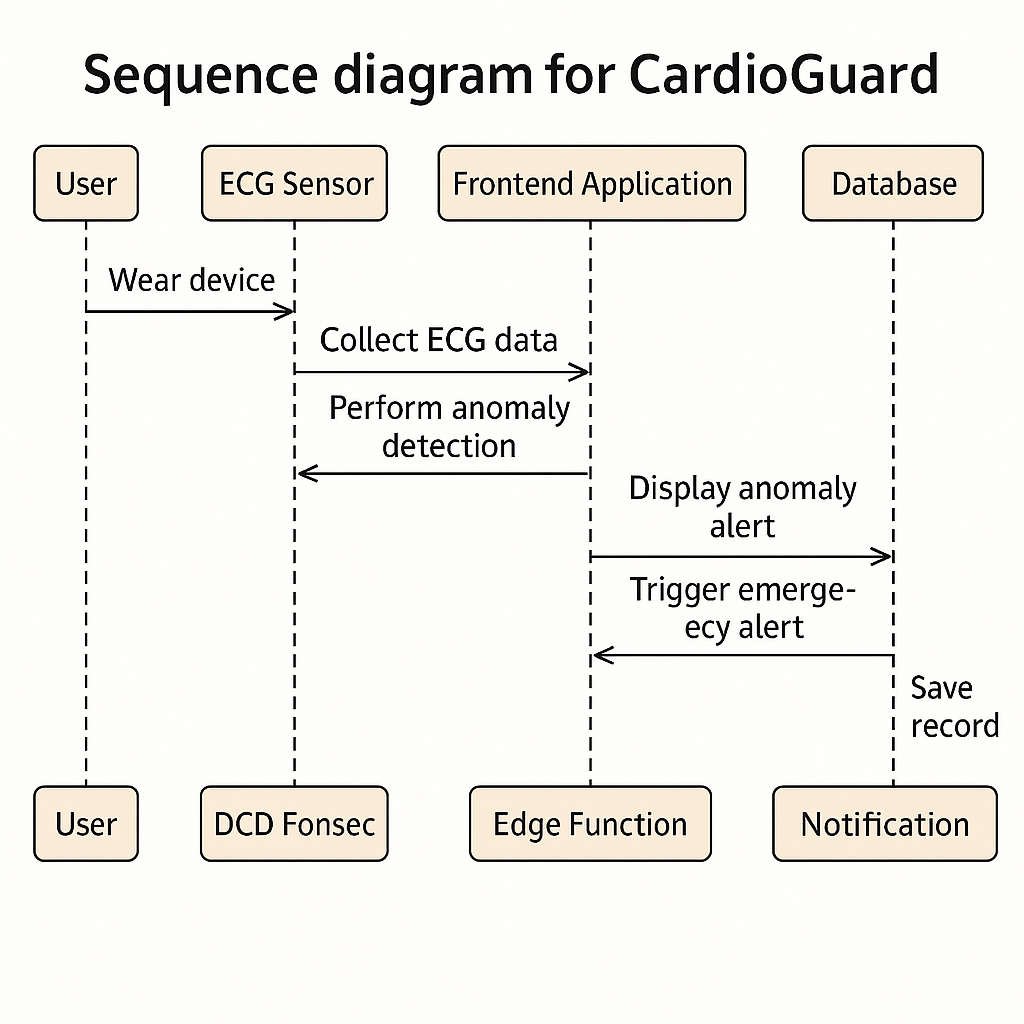 Sequence diagram for CardioGuard
User
ECG Sensor
Frontend Application
Database
Wear device
Collect ECG data
Perform anomaly
detection
Display anomaly
alert
Trigger emerge-
ecy alert
Save
record
User
DCD Fonsec
Edge Function
Notification